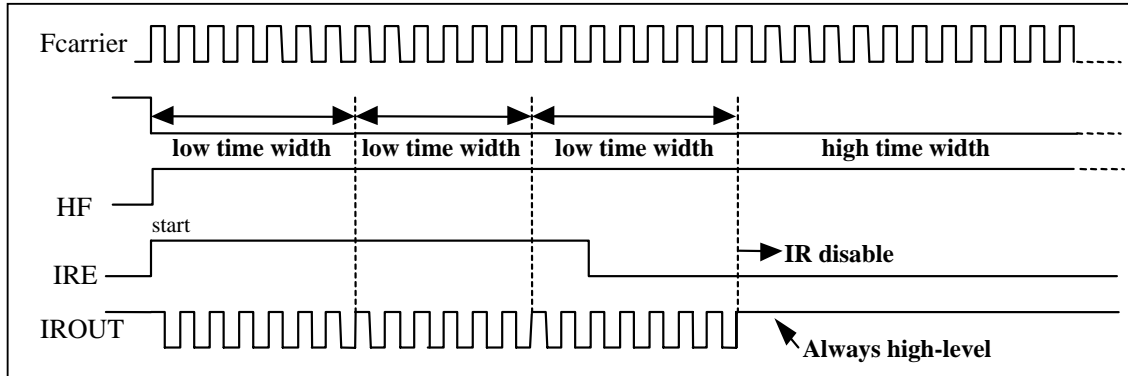 Fcarrier
low time width low time width low time width high time width
HF
start
IRE
IR disable
IROUT
Always high-level